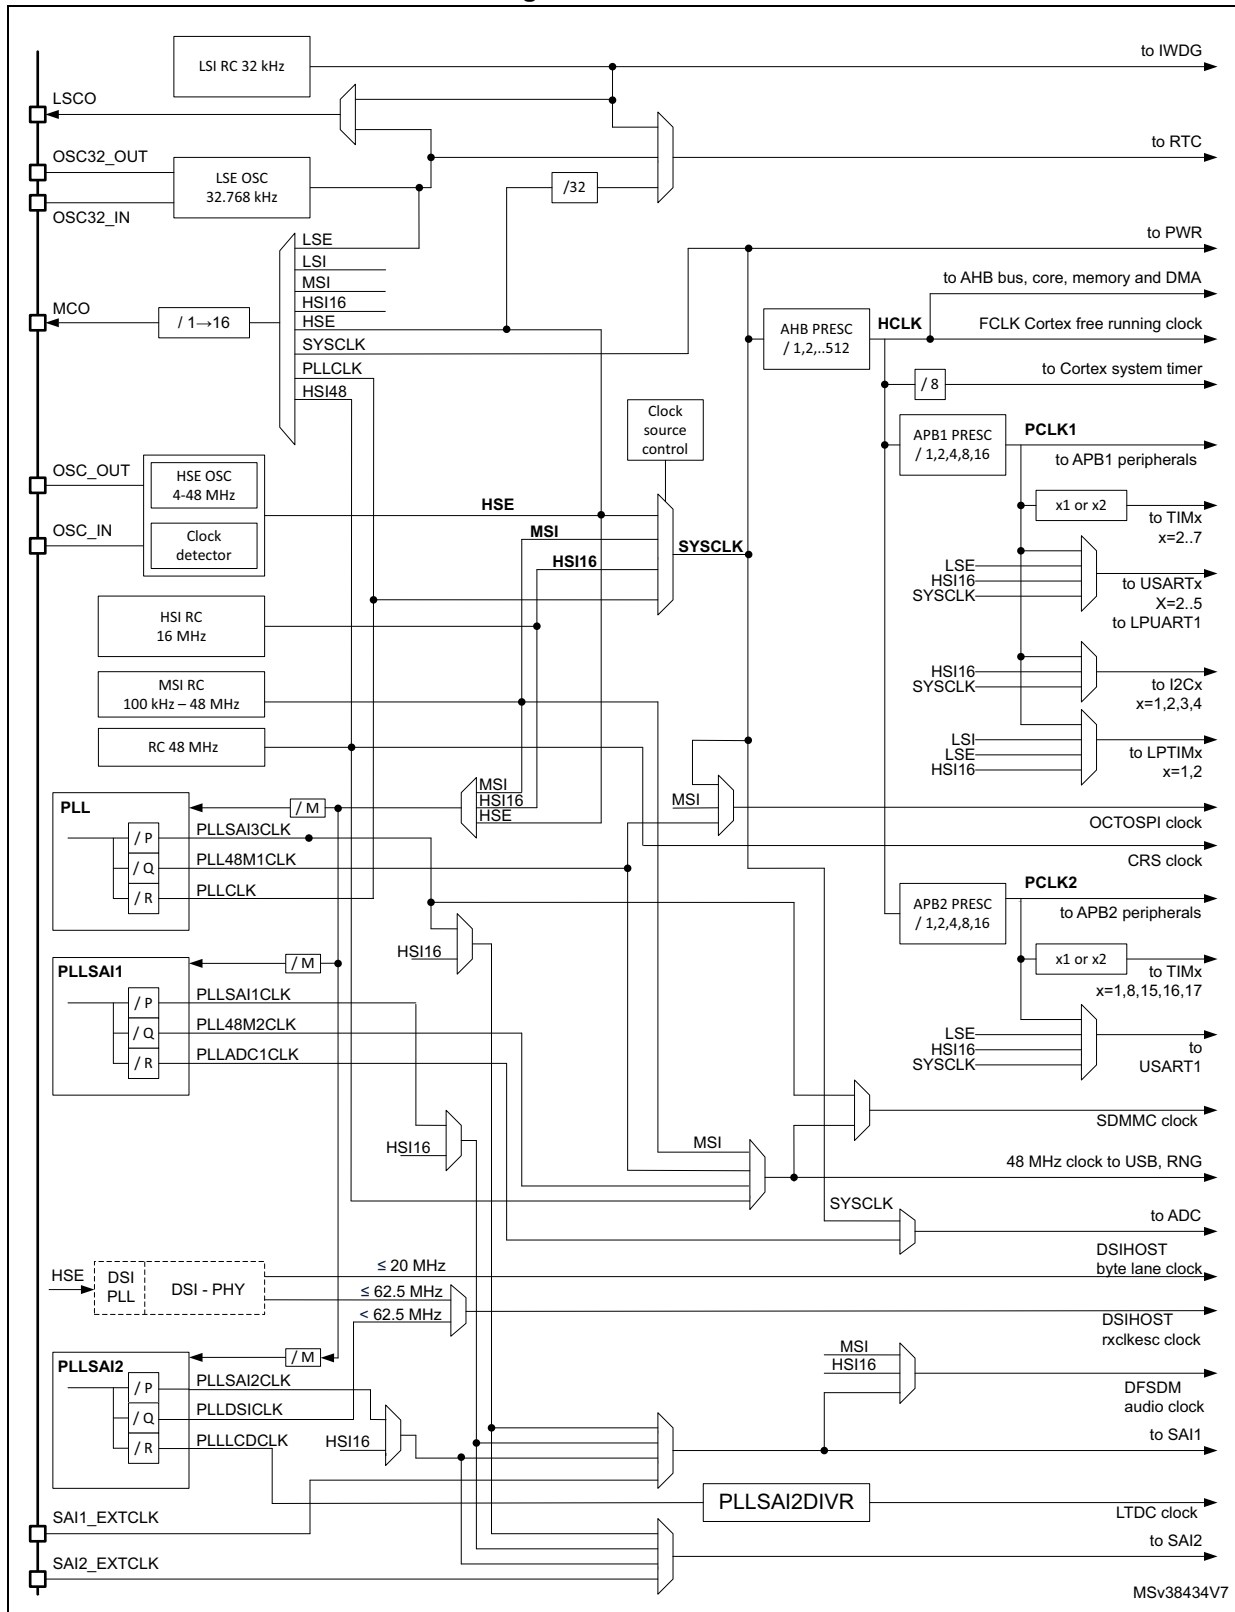 LSI RC 32 kHz
to IWDG
LSCO
to RTC
OSC32_OUT
LSE OSC
32.768 kHz
/32
OSC32_IN
to PWR
LSE
LSI
MSI
HSI16
HSE
SYSCLK
PLLCLK
HSI48
MCO
/ 1→16
to AHB bus, core, memory and DMA
AHB PRESC
/ 1,2,..512
HCLK
FCLK Cortex free running clock
to Cortex system timer
/ 8
Clock
source
control
APB1 PRESC
/ 1,2,4,8,16
PCLK1
to APB1 peripherals
x1 or x2
to TIMx
x=2..7
OSC_OUT
HSE OSC
4-48 MHz
OSC_IN
Clock
detector
HSE
MSI
HSI16
SYSCLK
LSE
HSI16
SYSCLK
to USARTx
X=2..5
to LPUART1
HSI RC
16 MHz
HSI16
SYSCLK
to I2Cx
x=1,2,3,4
MSI RC
100 kHz – 48 MHz
RC 48 MHz
LSI
LSE
HSI16
to LPTIMx
x=1,2
MSI
HSI16
HSE
MSI
OCTOSPI clock
CRS clock
PLL
/ M
/ P
PLLSAI3CLK
/ Q
PLL48M1CLK
/ R
PLLCLK
APB2 PRESC
/ 1,2,4,8,16
PCLK2
to APB2 peripherals
x1 or x2
to TIMx
x=1,8,15,16,17
HSI16
PLLSAI1
/ M
/ P
PLLSAI1CLK
/ Q
PLL48M2CLK
/ R
PLLADC1CLK
LSE
HSI16
SYSCLK
to
USART1
SDMMC clock
HSI16
MSI
48 MHz clock to USB, RNG
SYSCLK
to ADC
HSE
DSI
PLL
DSI - PHY
≤ 20 MHz
≤ 62.5 MHz
< 62.5 MHz
DSIHOST
byte lane clock
DSIHOST
rxclkesc clock
PLLSAI2
/ M
/ P
PLLSAI2CLK
/ Q
PLLDSICLK
/ R
PLLLCDCLK
HSI16
MSI
HSI16
DFSDM
audio clock
to SAI1
PLLSAI2DIVR
LTDC clock
SAI1_EXTCLK
to SAI2
SAI2_EXTCLK
MSv38434V7